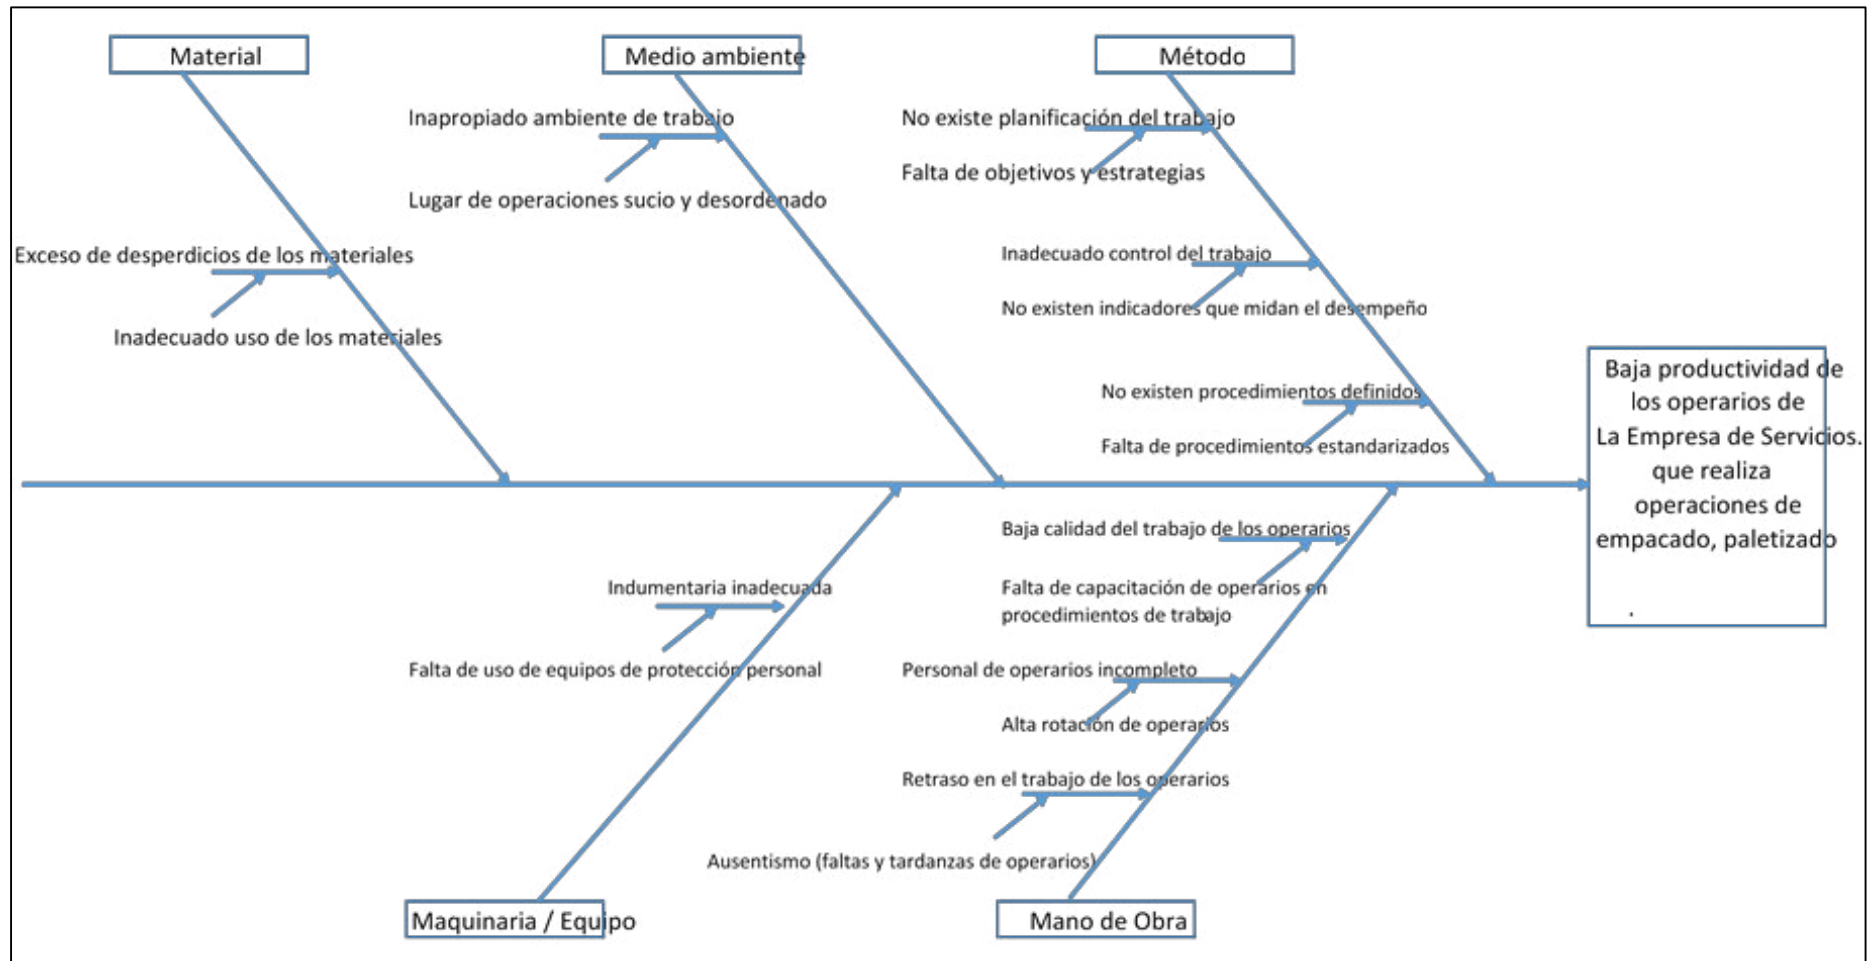 Material
Medio ambiente
Método
Inapropiado ambiente de trabajo
Lugar de operaciones sucio y desordenado
No existe planificación del trabajo
Falta de objetivos y estrategias
Exceso de desperdicios de los materiales
Inadecuado uso de los materiales
Inadecuado control del trabajo
No existen indicadores que midan el desempeño
No existen procedimientos definidos
Falta de procedimientos estandarizados
Baja productividad de
los operarios de
La Empresa de Servicios.
que realiza
operaciones de
empacado, paletizado
.
Baja calidad del trabajo de los operarios
Falta de capacitación de operarios en
procedimientos de trabajo
Indumentaria inadecuada
Falta de uso de equipos de protección personal
Personal de operarios incompleto
Alta rotación de operarios
Retraso en el trabajo de los operarios
Ausentismo (faltas y tardanzas de operarios)
Maquinaria / Equipo
Mano de Obra